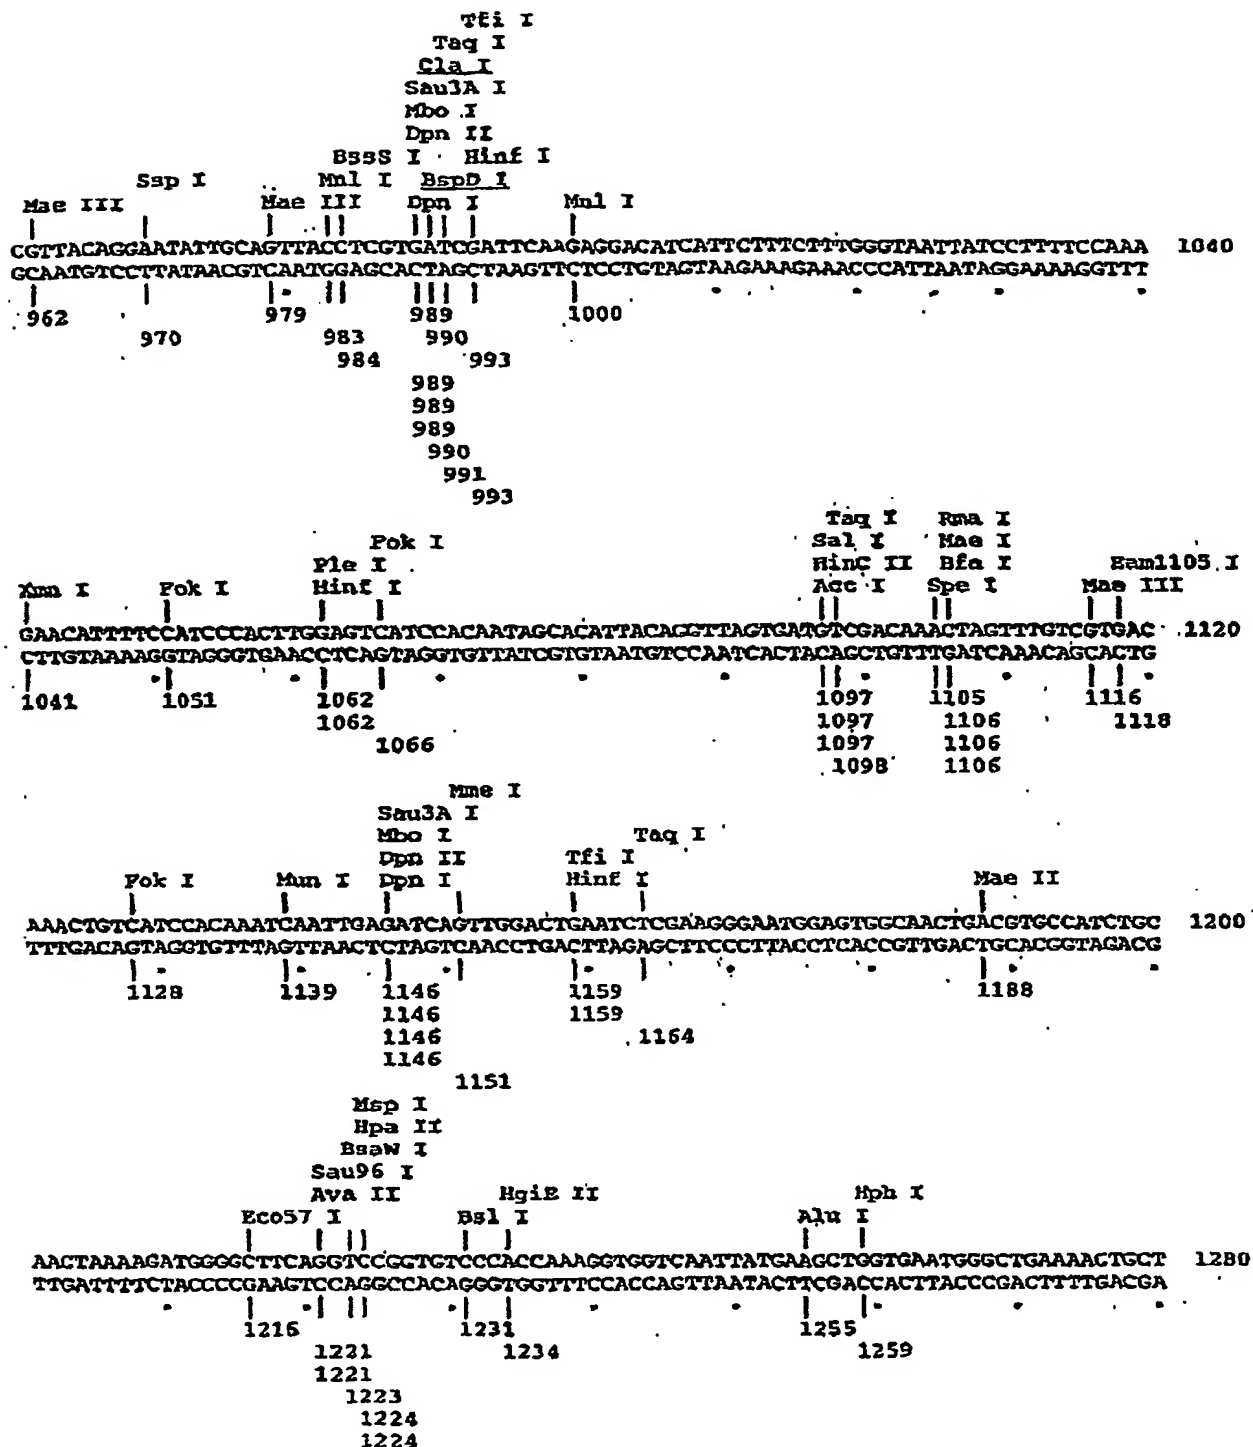 Tfi I
Taq I
Cla I
Sau3A I
Mbo I
Dpn II
BssS I Hinf I
Ssp I Mnl I BspD I
Mae III Mae III Dpn I Mnl I
CGTTACAGGAATATTGCAGTTACCTCGTGATCGATTCAAGAGGACATCATTCTTTCTTTGGGTAATTATCCTTTTCCAAA 1040
GCAATGTCCTTATAACGTCAATGGAGCACTAGCTAAGTTCTCCTGTAGTAAGAAAGAAACCCATTAATAGGAAAAGGTTT
962 979 989 1000
970 983 990
984 993
989
989
989
990
991
993
Taq I Rma I
Fok I Sal I Mae I
Ple I HinC II Bfa I Eam1105 I
Xmn I Fok I Hinf I Acc I Spe I Mae III
GAACATTTTCCATCCCACTTGGAGTCATCCACAATAGCACATTACAGGTTAGTGATGTCGACAAACTAGTTTGTCGTGAC 1120
CTTGTAAAAGGTAGGGTGAACCTCAGTAGGTGTTATCGTGTAATGTCCAATCACTACAGCTGTTTGATCAAACAGCACTG
1041 1051 1062 1097 1105 1116
1062 1097 1106 1118
1066 1097 1106
1098 1106
Mme I
Sau3A I
Mbo I Taq I
Dpn II Tfi I
Fok I Mun I Dpn I Hinf I Mae II
AAACTGTCATCCACAAATCAATTGAGATCAGTTGGACTGAATCTCGAAGGGAATGGAGTGGCAACTGACGTGCCATCTGC 1200
TTTGACAGTAGGTGTTTAGTTAACTCTAGTCAACCTGACTTAGAGCTTCCCTTACCTCACCGTTGACTGCACGGTAGACG
1128 1139 1146 1159 1188
1146 1159
1146 1164
1146
1151
Msp I
Hpa II
BsaW I
Sau96 I
Ava II HgiE II Hph I
Eco57 I Bsl I Alu I
AACTAAAAGATGGGGCTTCAGGTCCGGTGTCCCACCAAAGGTGGTCAATTATGAAGCTGGTGAATGGGCTGAAAACTGCT 1280
TTGATTTTCTACCCCGAAGTCCAGGCCACAGGGTGGTTTCCACCAGTTAATACTTCGACCACTTACCCGACTTTTGACGA
1216 1231 1255
1221 1234 1259
1221
1223
1224
1224